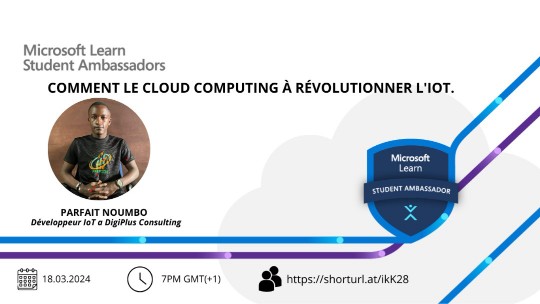 Microsoft Learn
Student Ambassadors
COMMENT LE CLOUD COMPUTING À RÉVOLUTIONNER L'IOT.
Microsoft
Learn
STUDENT AMBASSADOR
PARFAIT NOUMBO
Développeur IoT a DigiPlus Consulting
18.03.2024
7PM GMT(+1)
https://shorturl.at/ikK28